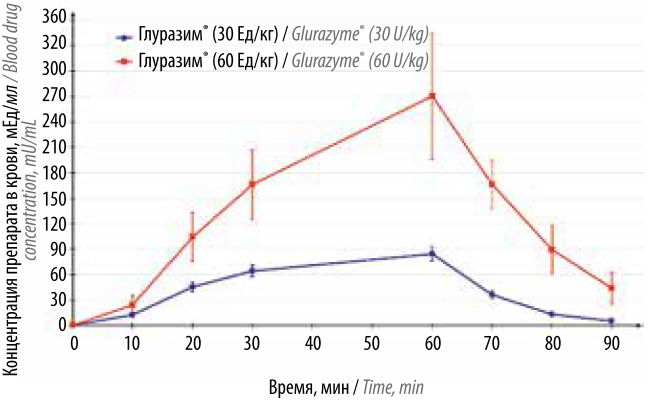 Концентрация препарата в крови, мЕд/мл / Blood drug
concentration, mU/mL
360
320
300
270
240
210
180
150
120
90
60
30
0
Глуразим® (30 Ед/кг) / Glurazyme® (30 U/kg)
Глуразим® (60 Ед/кг) / Glurazyme® (60 U/kg)
0 10 20 30 40 50 60 70 80 90
Время, мин / Time, min